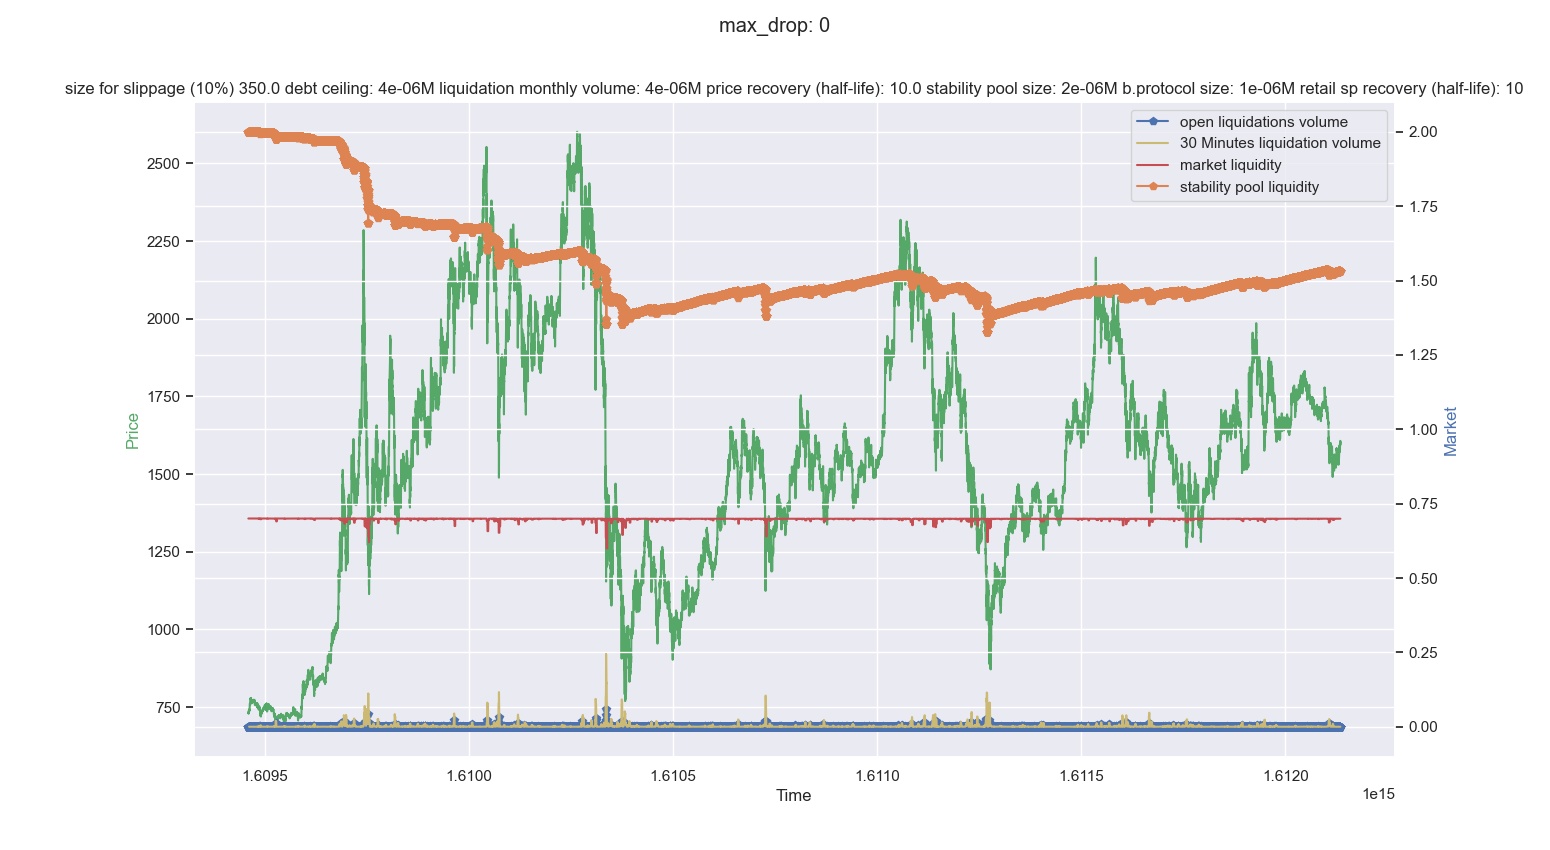 max_drop: 0
size for slippage (10%) 350.0 debt ceiling: 4e-06M liquidation monthly volume: 4e-06M price recovery (half-life): 10.0 stability pool size: 2e-06M b.protocol size: 1e-06M retail sp recovery (half-life): 10
open liquidations volume
30 Minutes liquidation volume
market liquidity
stability pool liquidity
2500
2250
2000
1750
1500
1250
1000
750
Price
2.00
1.75
1.50
1.25
1.00
0.75
0.50
0.25
0.00
Market
1.6095 1.6100 1.6105 1.6110 1.6115 1.6120
Time
1e15